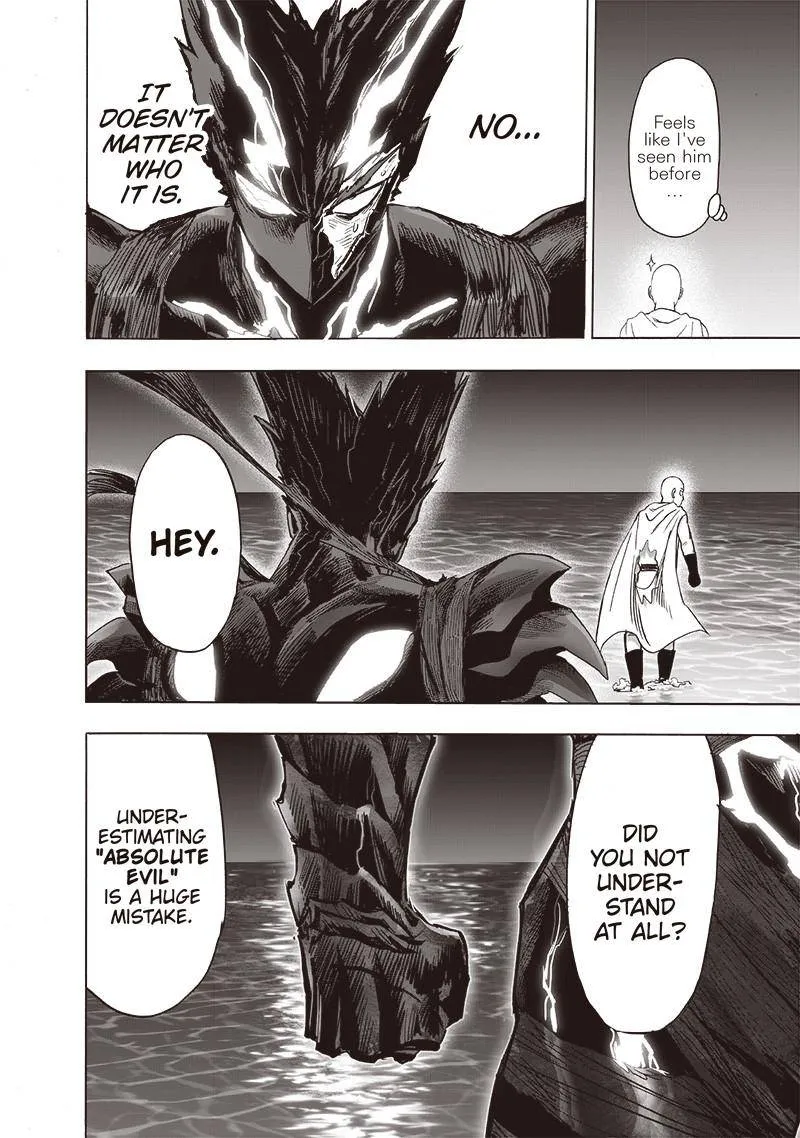 Feels
like I've
seen him
before
...
NO...
IT
DOESN'T
MATTER
WHO
IT IS.
HEY.
DID
YOU NOT
UNDER-
STAND
AT ALL?
UNDER-
ESTIMATING
"ABSOLUTE
EVIL"
IS A HUGE
MISTAKE.